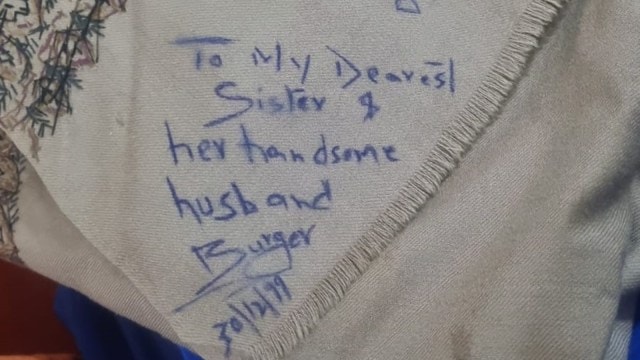 To My Dearest
Sister &
her handsome
husband
Burger
30/12/99